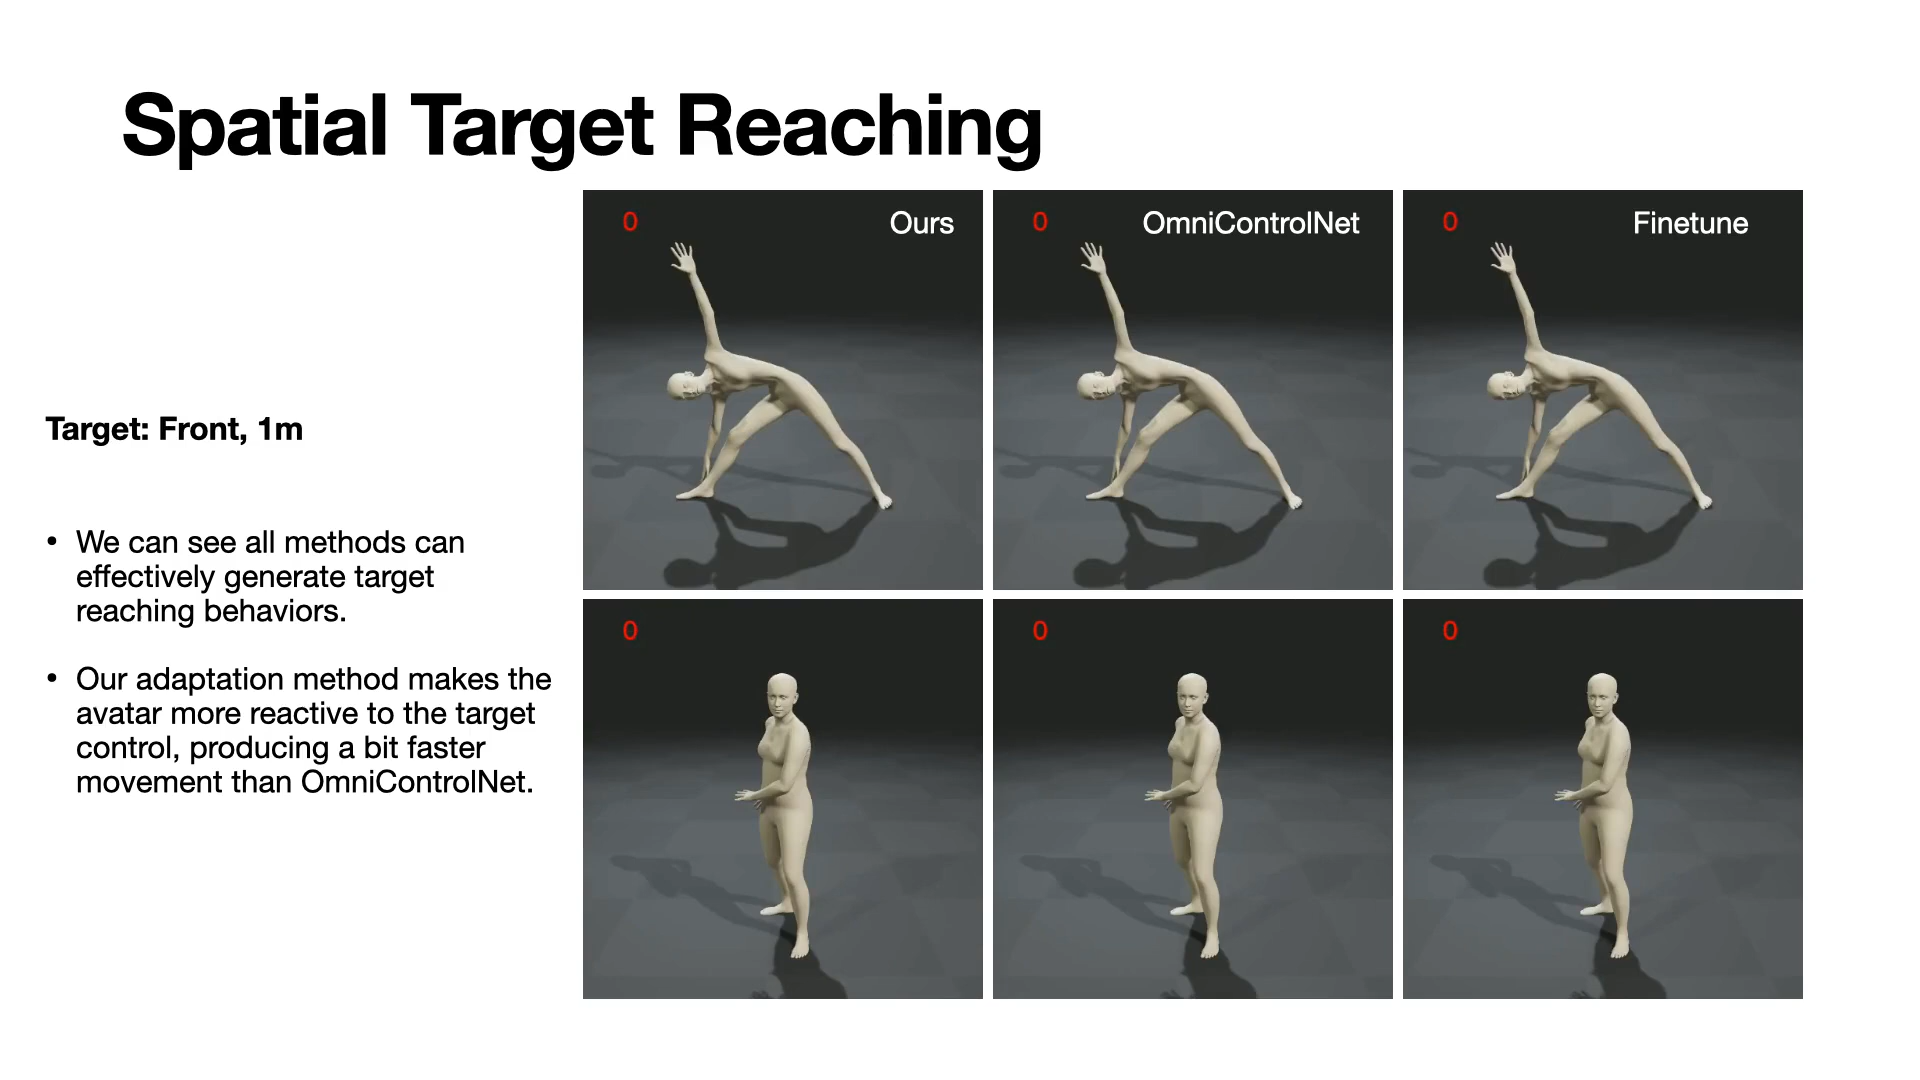 Spatial Target Reaching
0 Ours
0 OmniControlNet
0 Finetune
Target: Front, 1m
• We can see all methods can
effectively generate target
reaching behaviors.
• Our adaptation method makes the
avatar more reactive to the target
control, producing a bit faster
movement than OmniControlNet.
0
0
0